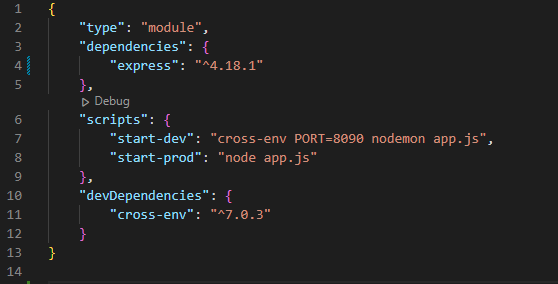 1 {
2 "type": "module",
3 "dependencies": {
4 "express": "^4.18.1"
5 },
Debug
6 "scripts": {
7 "start-dev": "cross-env PORT=8090 nodemon app.js",
8 "start-prod": "node app.js"
9 },
10 "devDependencies": {
11 "cross-env": "^7.0.3"
12 }
13 }
14